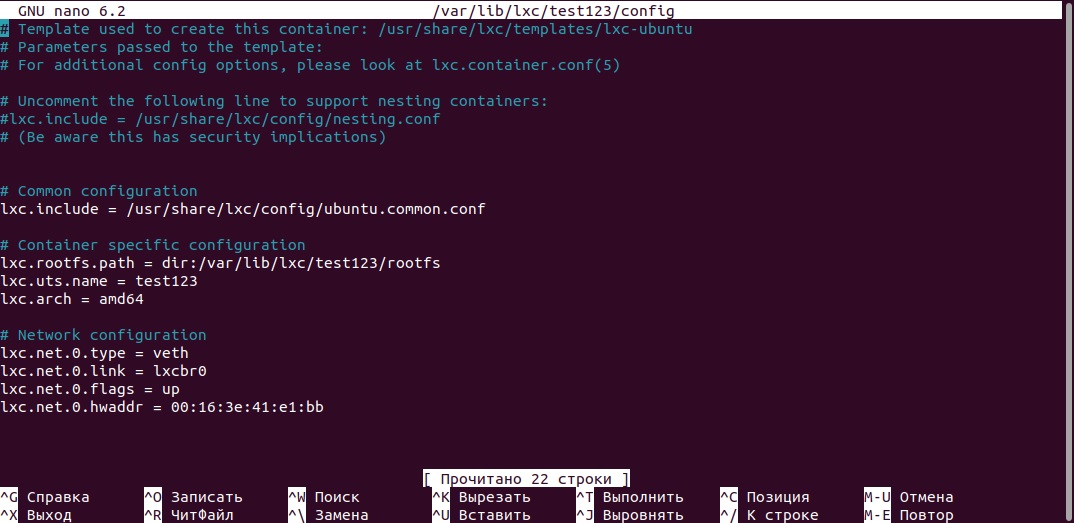 GNU nano 6.2 /var/lib/lxc/test123/config
# Template used to create this container: /usr/share/lxc/templates/lxc-ubuntu
# Parameters passed to the template:
# For additional config options, please look at lxc.container.conf(5)
# Uncomment the following line to support nesting containers:
#lxc.include = /usr/share/lxc/config/nesting.conf
# (Be aware this has security implications)
# Common configuration
lxc.include = /usr/share/lxc/config/ubuntu.common.conf
# Container specific configuration
lxc.rootfs.path = dir:/var/lib/lxc/test123/rootfs
lxc.uts.name = test123
lxc.arch = amd64
# Network configuration
lxc.net.0.type = veth
lxc.net.0.link = lxcbr0
lxc.net.0.flags = up
lxc.net.0.hwaddr = 00:16:3e:41:e1:bb
[ Прочитано 22 строки ]
^G Справка ^O Записать ^W Поиск ^K Вырезать ^T Выполнить ^C Позиция M-U Отмена
^X Выход ^R ЧитФайл ^\ Замена ^U Вставить ^J Выровнять ^/ К строке M-E Повтор